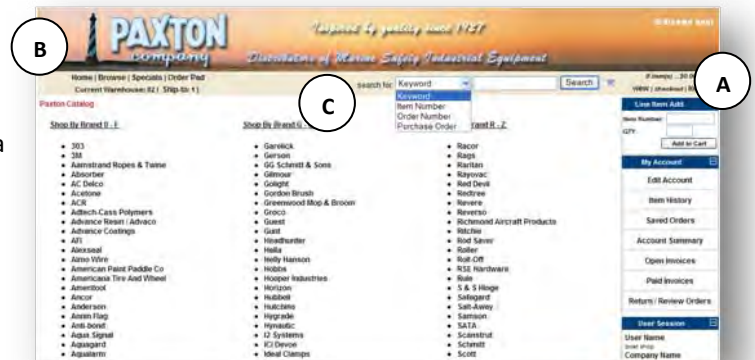 B
PAXTON
Company
Inspired by quality since 1927
Distributors of Marine Safety Industrial Equipment
Welcome
A
Home | Browse | Specials | Order Pad
Current Warehouse: 02 | Ship-to: 1 |
C
search for: Keyword Search
Keyword
Item Number
Order Number
Purchase Order
view | checkout |
a
Paxton Catalog
Shop By Brand 0 - F
303
3M
Aamstrand Ropes & Twine
Absorber
AC Delco
Acetone
ACR
Adtech-Cass Polymers
Advance Resin / Advaco
Advance Coatings
AFI
Alexseal
Almo Wire
American Paint Paddle Co
Americana Tire And Wheel
Ameritool
Ancor
Anderson
Annin Flag
Anti-bond
Aqua Signal
Aquagard
Aqualarm
Shop By Brand G -
Garelick
Gerson
GG Schmitt & Sons
Gilmour
Golight
Gordon Brush
Greenwood Mop & Broom
Groco
Guest
Gust
Headhunter
Hella
Helly Hanson
Hobbs
Hooper Industries
Horizon
Hubbell
Hutchins
Hygrade
Hynautic
I2 Systems
ICI Devoe
Ideal Clamps
rand R - Z
Racor
Rags
Raritan
Rayovac
Red Devil
Redtree
Revere
Reverso
Richmond Aircraft Products
Ritchie
Rod Saver
Roller
Roll-Off
RSE Hardware
Rule
S & S Hinge
Safegard
Salt-Away
Samson
SATA
Scanstrut
Schmitt
Scott
Line Item Add
Item Number:
QTY:
Add to Cart
My Account
Edit Account
Item History
Saved Orders
Account Summary
Open Invoices
Paid Invoices
Return / Review Orders
User Session
User Name
Company Name